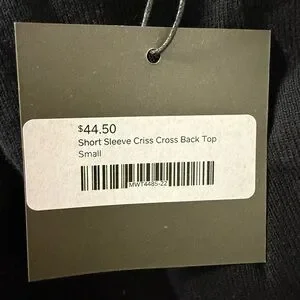 $44.50
Short Sleeve Criss Cross Back Top
Small
MWT4485-22